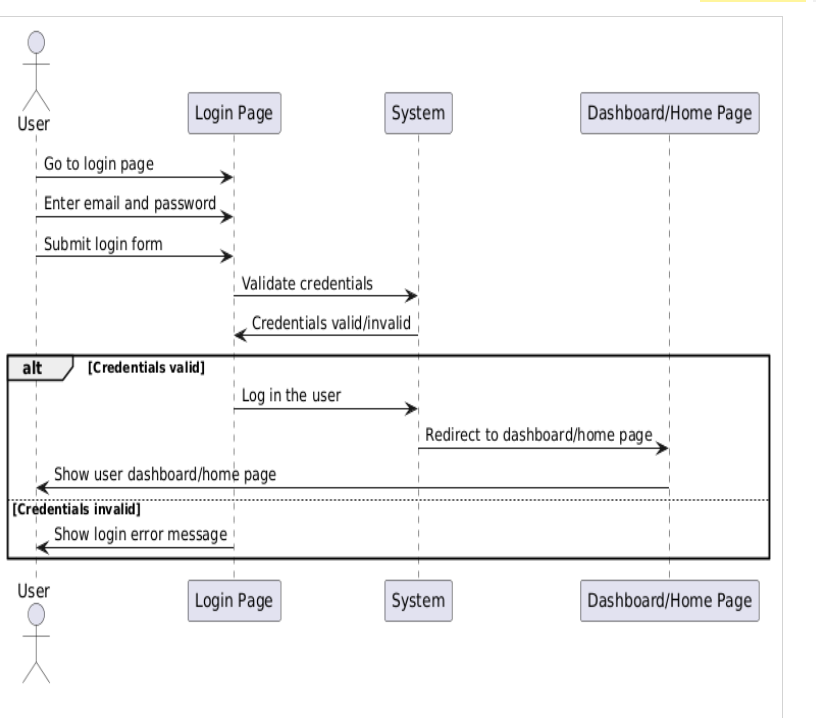 User
Login Page
System
Dashboard/Home Page
Go to login page
Enter email and password
Submit login form
Validate credentials
Credentials valid/invalid
alt [Credentials valid]
Log in the user
Redirect to dashboard/home page
Show user dashboard/home page
[Credentials invalid]
Show login error message
User
Login Page
System
Dashboard/Home Page